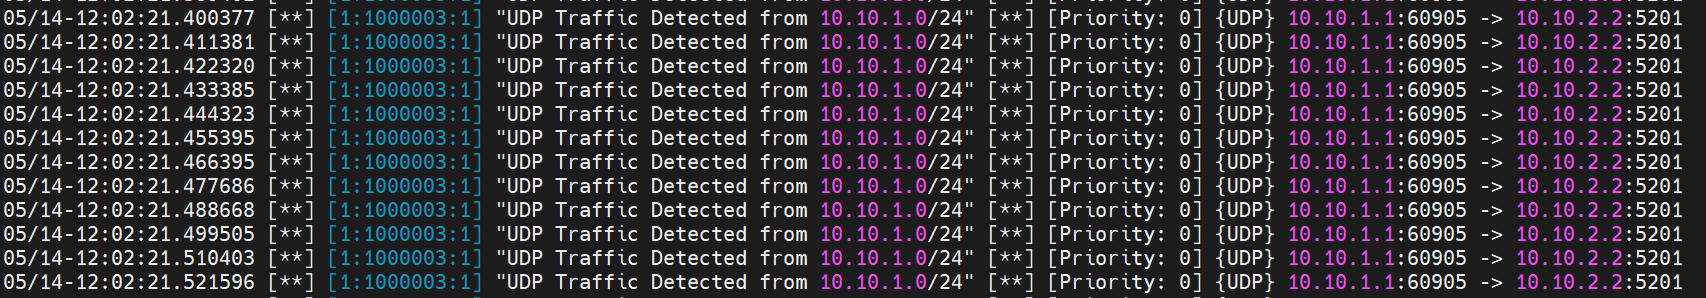 05/14-12:02:21.400377 [**] [1:1000003:1] "UDP Traffic Detected from 10.10.1.0/24" [**] [Priority: 0] {UDP} 10.10.1.1:60905 -> 10.10.2.2:5201
05/14-12:02:21.411381 [**] [1:1000003:1] "UDP Traffic Detected from 10.10.1.0/24" [**] [Priority: 0] {UDP} 10.10.1.1:60905 -> 10.10.2.2:5201
05/14-12:02:21.422320 [**] [1:1000003:1] "UDP Traffic Detected from 10.10.1.0/24" [**] [Priority: 0] {UDP} 10.10.1.1:60905 -> 10.10.2.2:5201
05/14-12:02:21.433385 [**] [1:1000003:1] "UDP Traffic Detected from 10.10.1.0/24" [**] [Priority: 0] {UDP} 10.10.1.1:60905 -> 10.10.2.2:5201
05/14-12:02:21.444323 [**] [1:1000003:1] "UDP Traffic Detected from 10.10.1.0/24" [**] [Priority: 0] {UDP} 10.10.1.1:60905 -> 10.10.2.2:5201
05/14-12:02:21.455395 [**] [1:1000003:1] "UDP Traffic Detected from 10.10.1.0/24" [**] [Priority: 0] {UDP} 10.10.1.1:60905 -> 10.10.2.2:5201
05/14-12:02:21.466395 [**] [1:1000003:1] "UDP Traffic Detected from 10.10.1.0/24" [**] [Priority: 0] {UDP} 10.10.1.1:60905 -> 10.10.2.2:5201
05/14-12:02:21.477686 [**] [1:1000003:1] "UDP Traffic Detected from 10.10.1.0/24" [**] [Priority: 0] {UDP} 10.10.1.1:60905 -> 10.10.2.2:5201
05/14-12:02:21.488668 [**] [1:1000003:1] "UDP Traffic Detected from 10.10.1.0/24" [**] [Priority: 0] {UDP} 10.10.1.1:60905 -> 10.10.2.2:5201
05/14-12:02:21.499505 [**] [1:1000003:1] "UDP Traffic Detected from 10.10.1.0/24" [**] [Priority: 0] {UDP} 10.10.1.1:60905 -> 10.10.2.2:5201
05/14-12:02:21.510403 [**] [1:1000003:1] "UDP Traffic Detected from 10.10.1.0/24" [**] [Priority: 0] {UDP} 10.10.1.1:60905 -> 10.10.2.2:5201
05/14-12:02:21.521596 [**] [1:1000003:1] "UDP Traffic Detected from 10.10.1.0/24" [**] [Priority: 0] {UDP} 10.10.1.1:60905 -> 10.10.2.2:5201